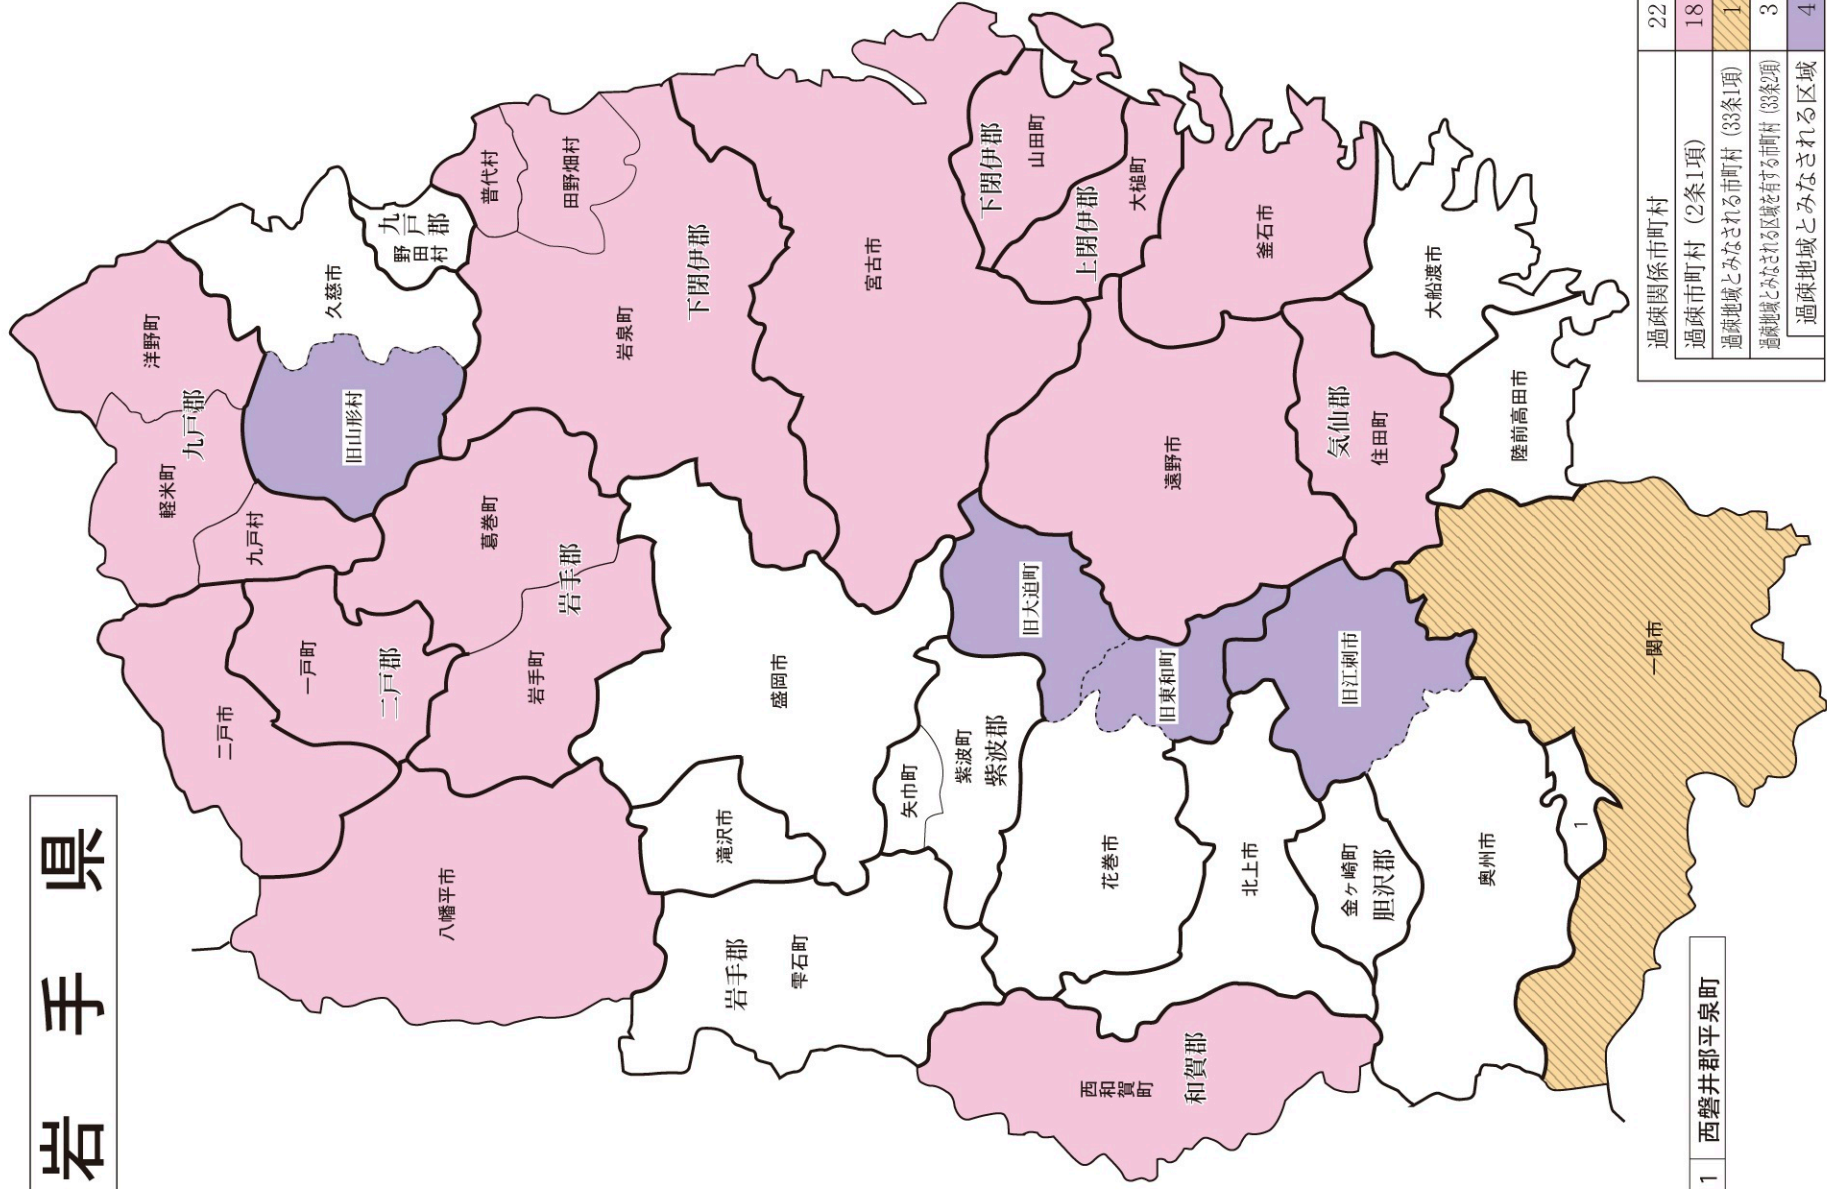 岩手県
洋野町
軽米町
九戸郡
九戸村
二戸市
一戸町
二戸郡
久慈市
旧山形村
九戸郡
野田村
普代村
田野畑村
下閉伊郡
岩泉町
葛巻町
岩手郡
岩手町
八幡平市
盛岡市
滝沢市
岩手郡
雫石町
宮古市
下閉伊郡
山田町
上閉伊郡
大槌町
矢巾町
紫波町
紫波郡
旧大迫町
旧東和町
花巻市
遠野市
釜石市
北上市
西和賀町
和賀郡
旧江刺市
金ヶ崎町
胆沢郡
奥州市
気仙郡
住田町
大船渡市
陸前高田市
一関市
1
1 西磐井郡平泉町
過疎関係市町村 22
過疎市町村(2条1項) 18
過疎地域とみなされる市町村(33条1項) 1
過疎地域とみなされる区域を有する市町村(33条2項) 3
過疎地域とみなされる区域 4